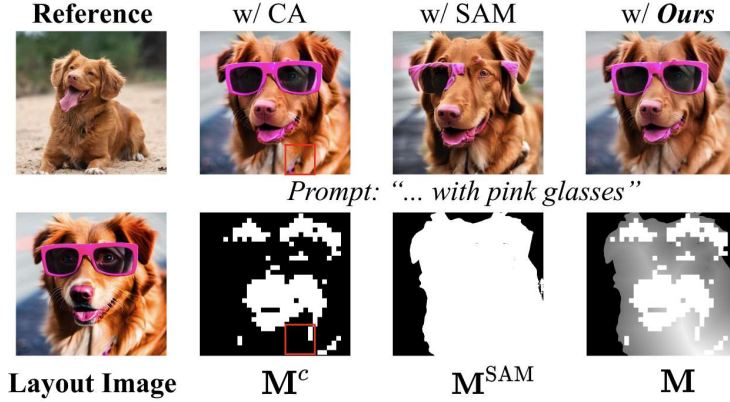 Reference w/ CA w/ SAM w/ Ours
Prompt: “... with pink glasses”
Layout Image M^c M^SAM M